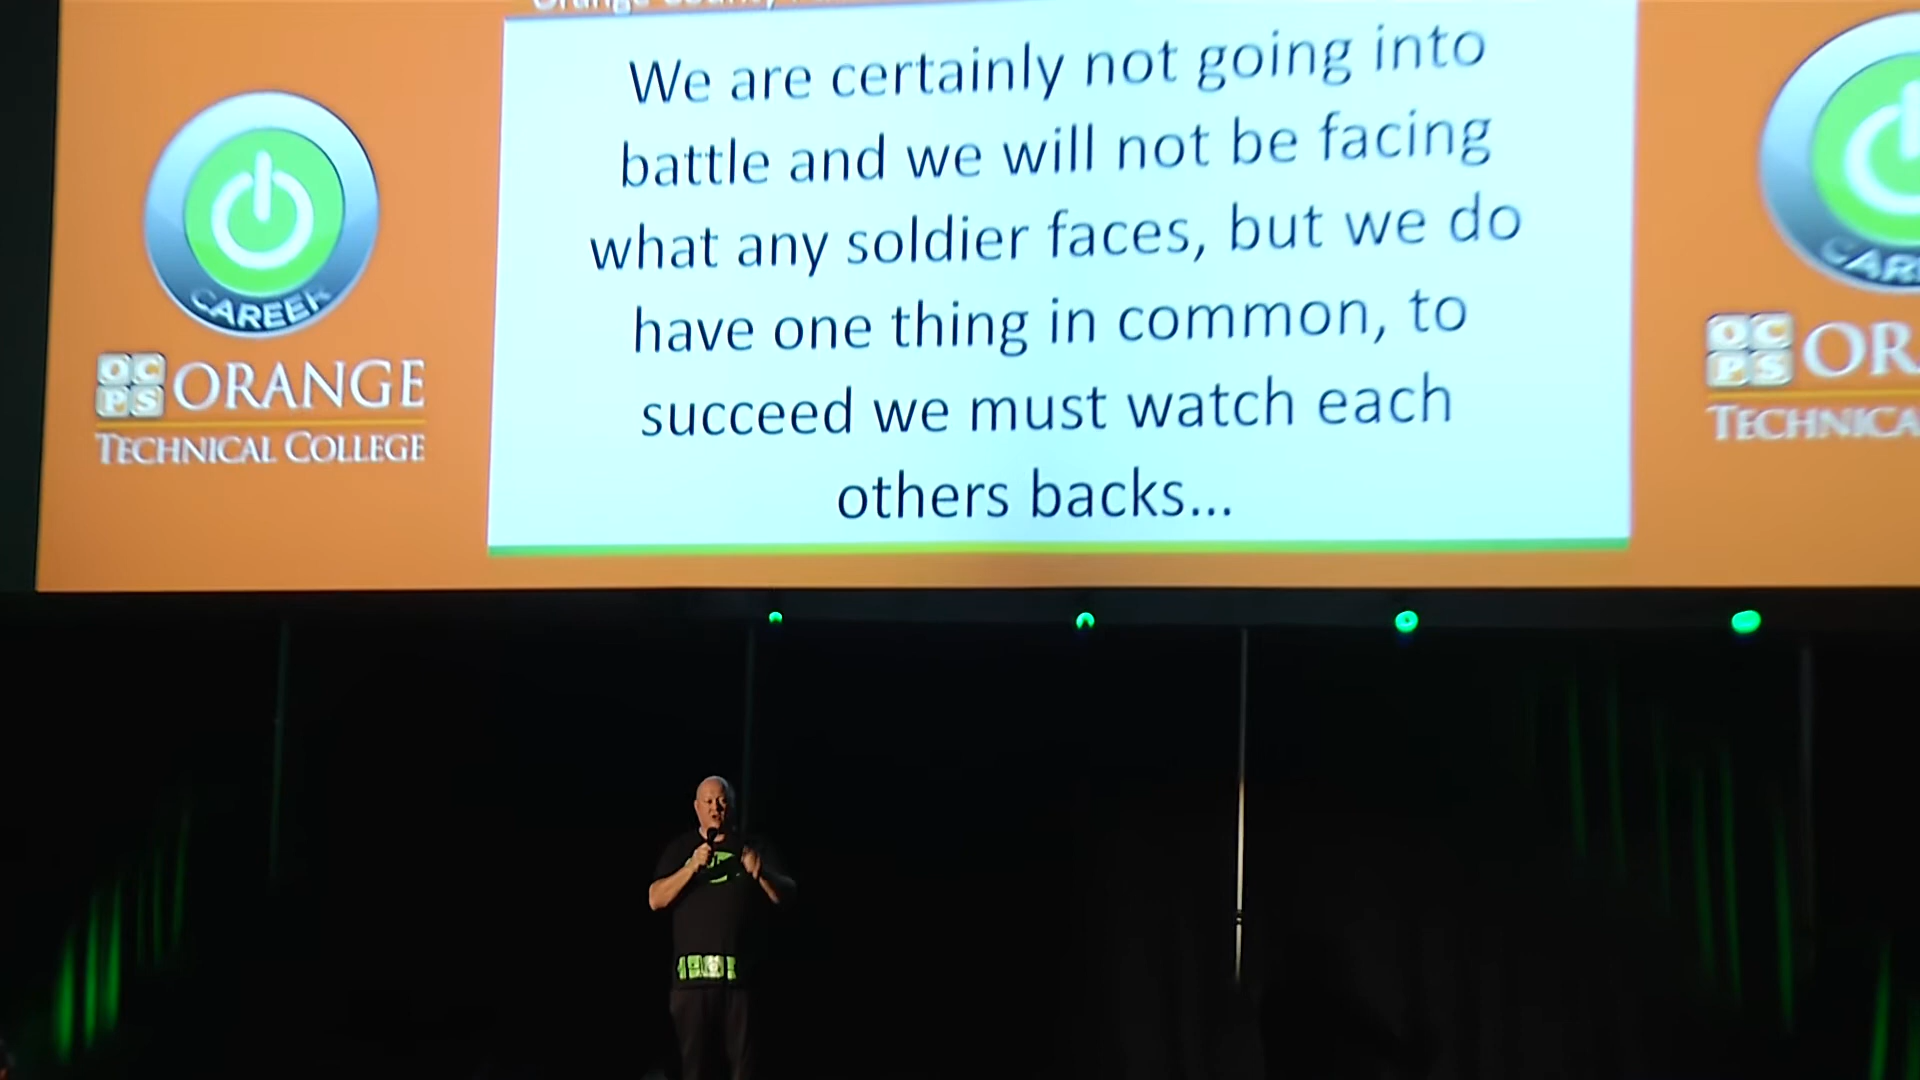 Orange County
We are certainly not going into
battle and we will not be facing
what any soldier faces, but we do
have one thing in common, to
succeed we must watch each
others backs...
CAREER
OC
PS
ORANGE
TECHNICAL COLLEGE
OC
PS